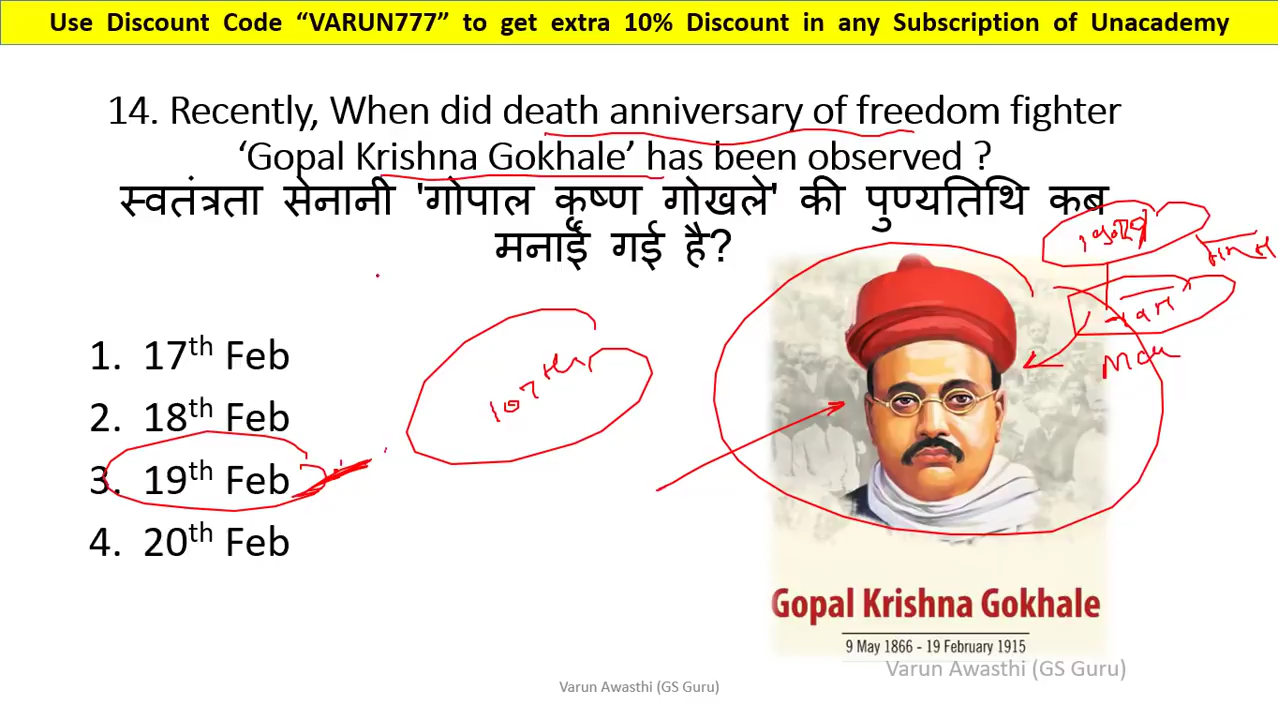 Use Discount Code “VARUN777” to get extra 10% Discount in any Subscription of Unacademy
14. Recently, When did death anniversary of freedom fighter
‘Gopal Krishna Gokhale’ has been observed ?
स्वतंत्रता सेनानी 'गोपाल कृष्ण गोखले' की पुण्यतिथि कब
मनाई गई है?
1. 17th Feb
2. 18th Feb
3. 19th Feb
4. 20th Feb
107th
Gopal Krishna Gokhale
9 May 1866 - 19 February 1915
Varun Awasthi (GS Guru)
Varun Awasthi (GS Guru)